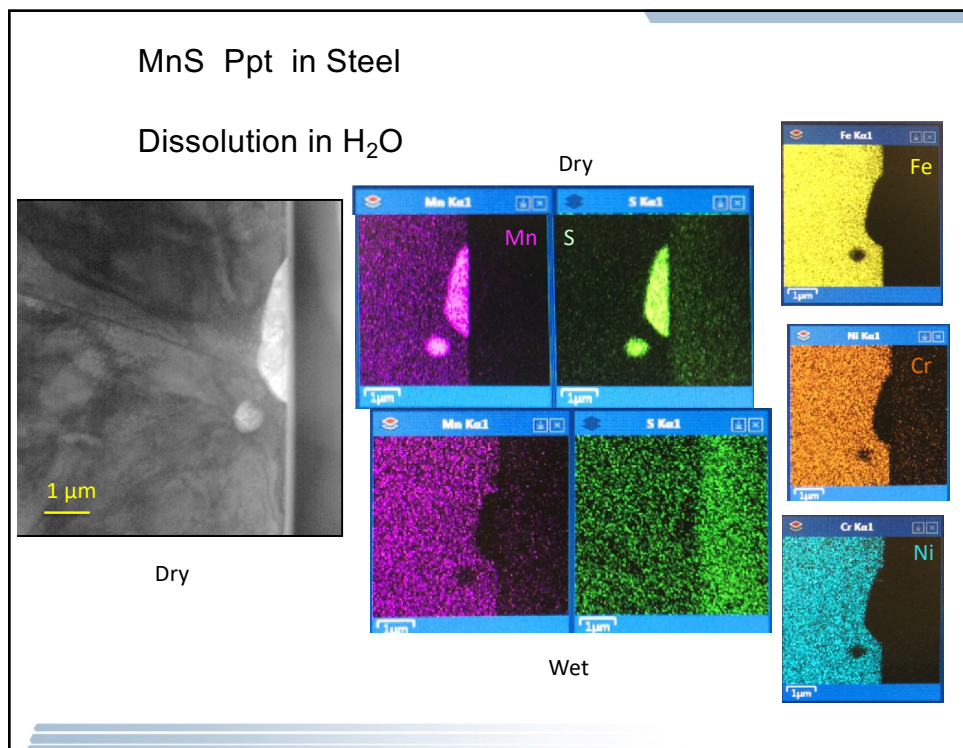 MnS Ppt in Steel
Dissolution in H₂O
Dry
Mn Kα1
Mn
1µm
S Kα1
S
1µm
Fe Kα1
Fe
1µm
1 µm
Dry
Mn Kα1
1µm
S Kα1
1µm
Wet
Ni Kα1
Cr
1µm
Cr Kα1
Ni
1µm